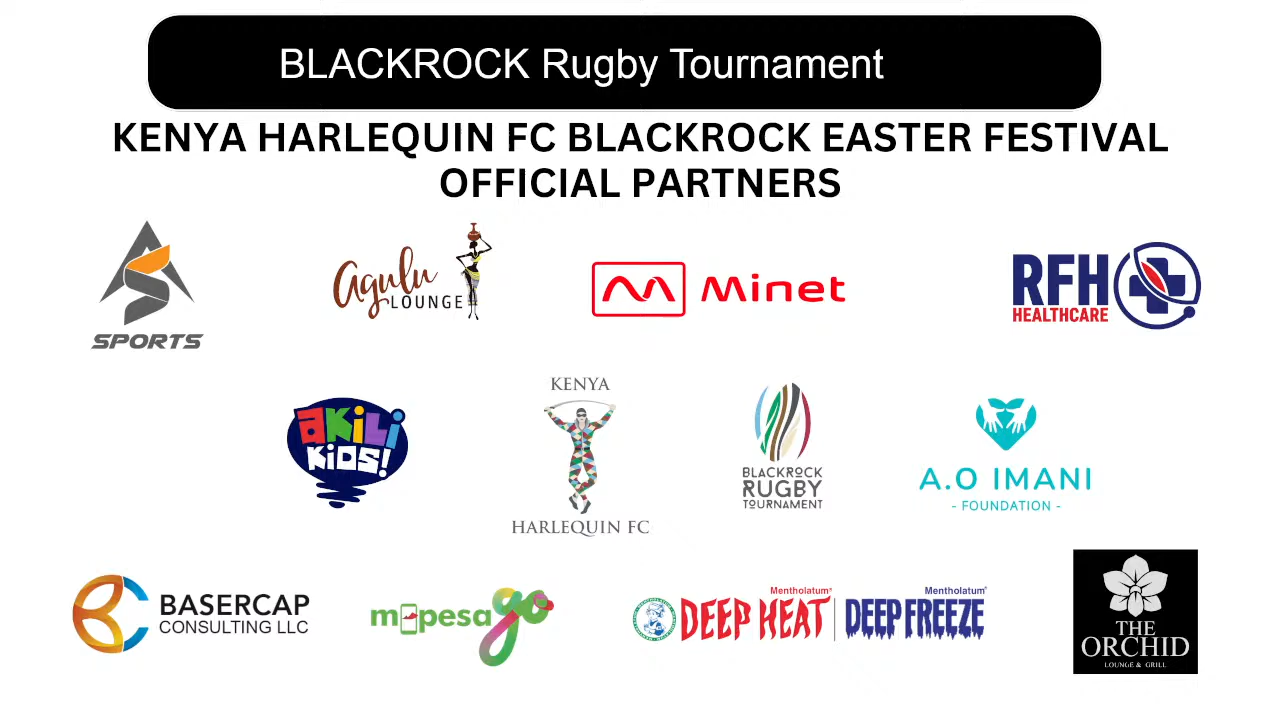 BLACKROCK Rugby Tournament
KENYA HARLEQUIN FC BLACKROCK EASTER FESTIVAL
OFFICIAL PARTNERS
SPORTS
agulu
LOUNGE
Minet
RFH
HEALTHCARE
AKiLi
KiDS!
KENYA
HARLEQUIN FC
BLACKROCK
RUGBY
TOURNAMENT
A.O IMANI
- FOUNDATION -
BASERCAP
CONSULTING LLC
m-pesa go
Mentholatum®
DEEP HEAT
Mentholatum®
DEEP FREEZE
THE
ORCHID
LOUNGE & GRILL